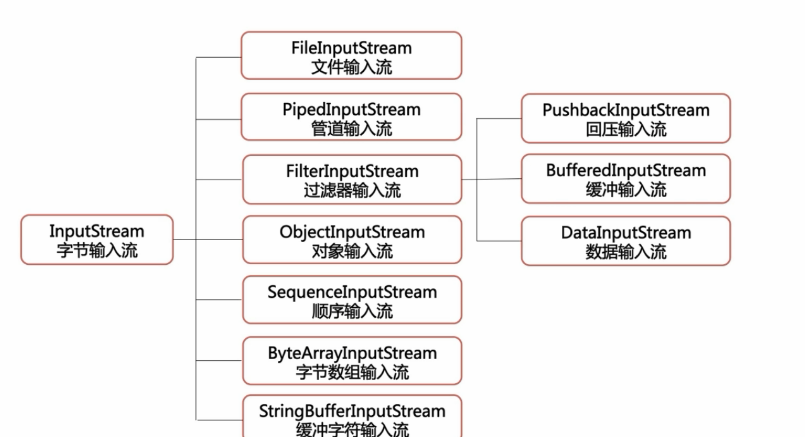 FileInputStream
文件输入流
PipedInputStream
管道输入流
PushbackInputStream
回压输入流
FilterInputStream
过滤器输入流
BufferedInputStream
缓冲输入流
InputStream
字节输入流
ObjectInputStream
对象输入流
DataInputStream
数据输入流
SequenceInputStream
顺序输入流
ByteArrayInputStream
字节数组输入流
StringBufferInputStream
缓冲字符输入流